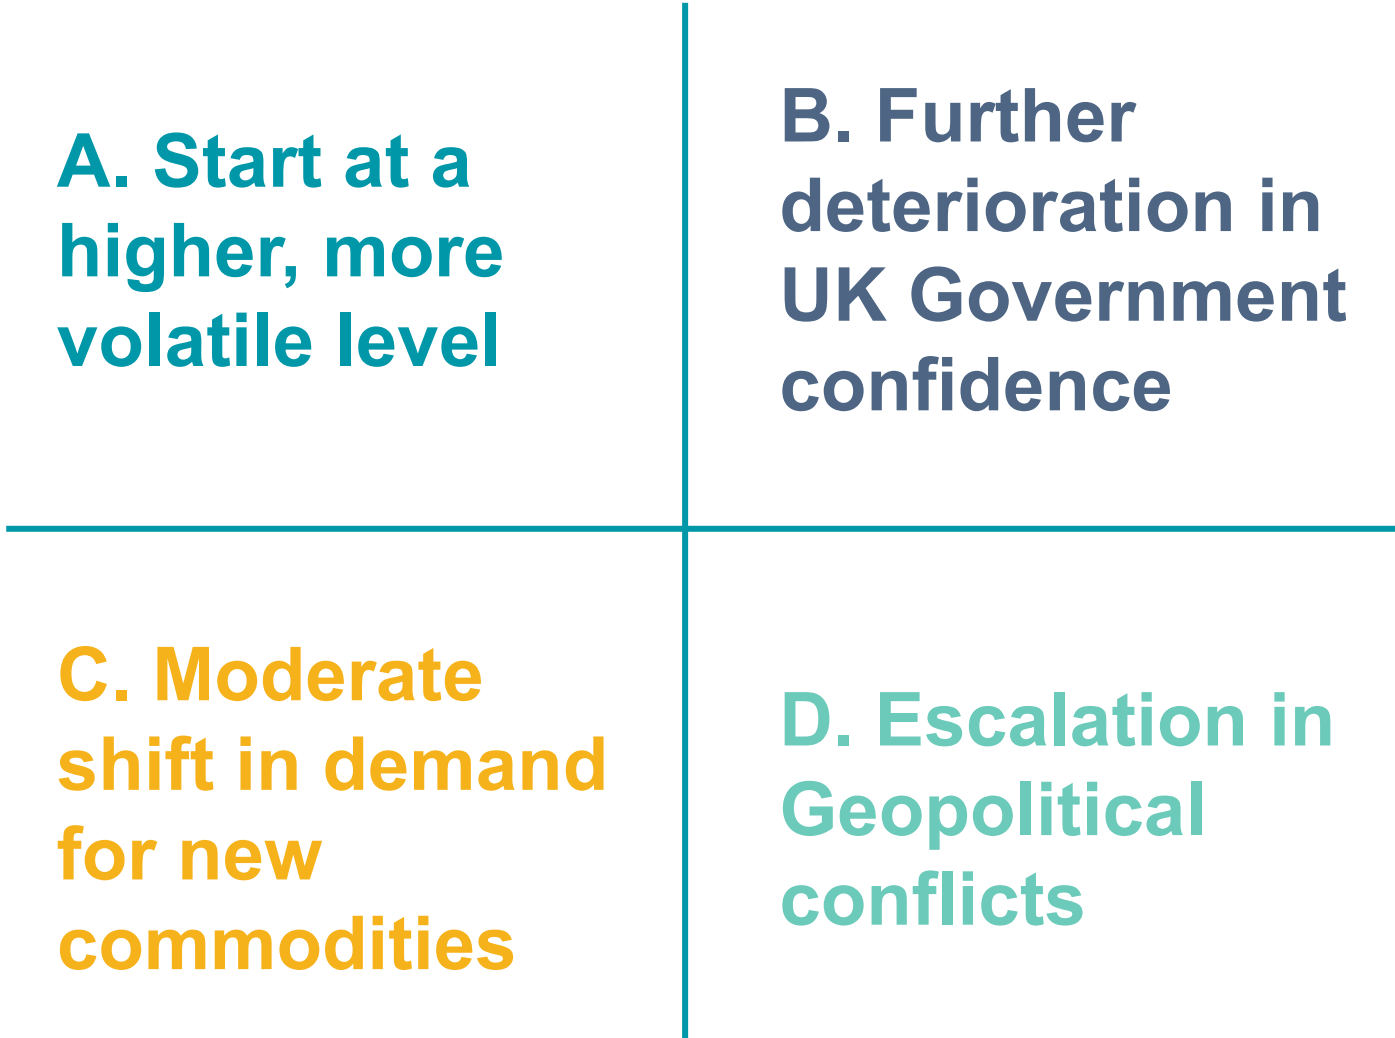 A. Start at a
higher, more
volatile level
B. Further
deterioration in
UK Government
confidence
C. Moderate
shift in demand
for new
commodities
D. Escalation in
Geopolitical
conflicts